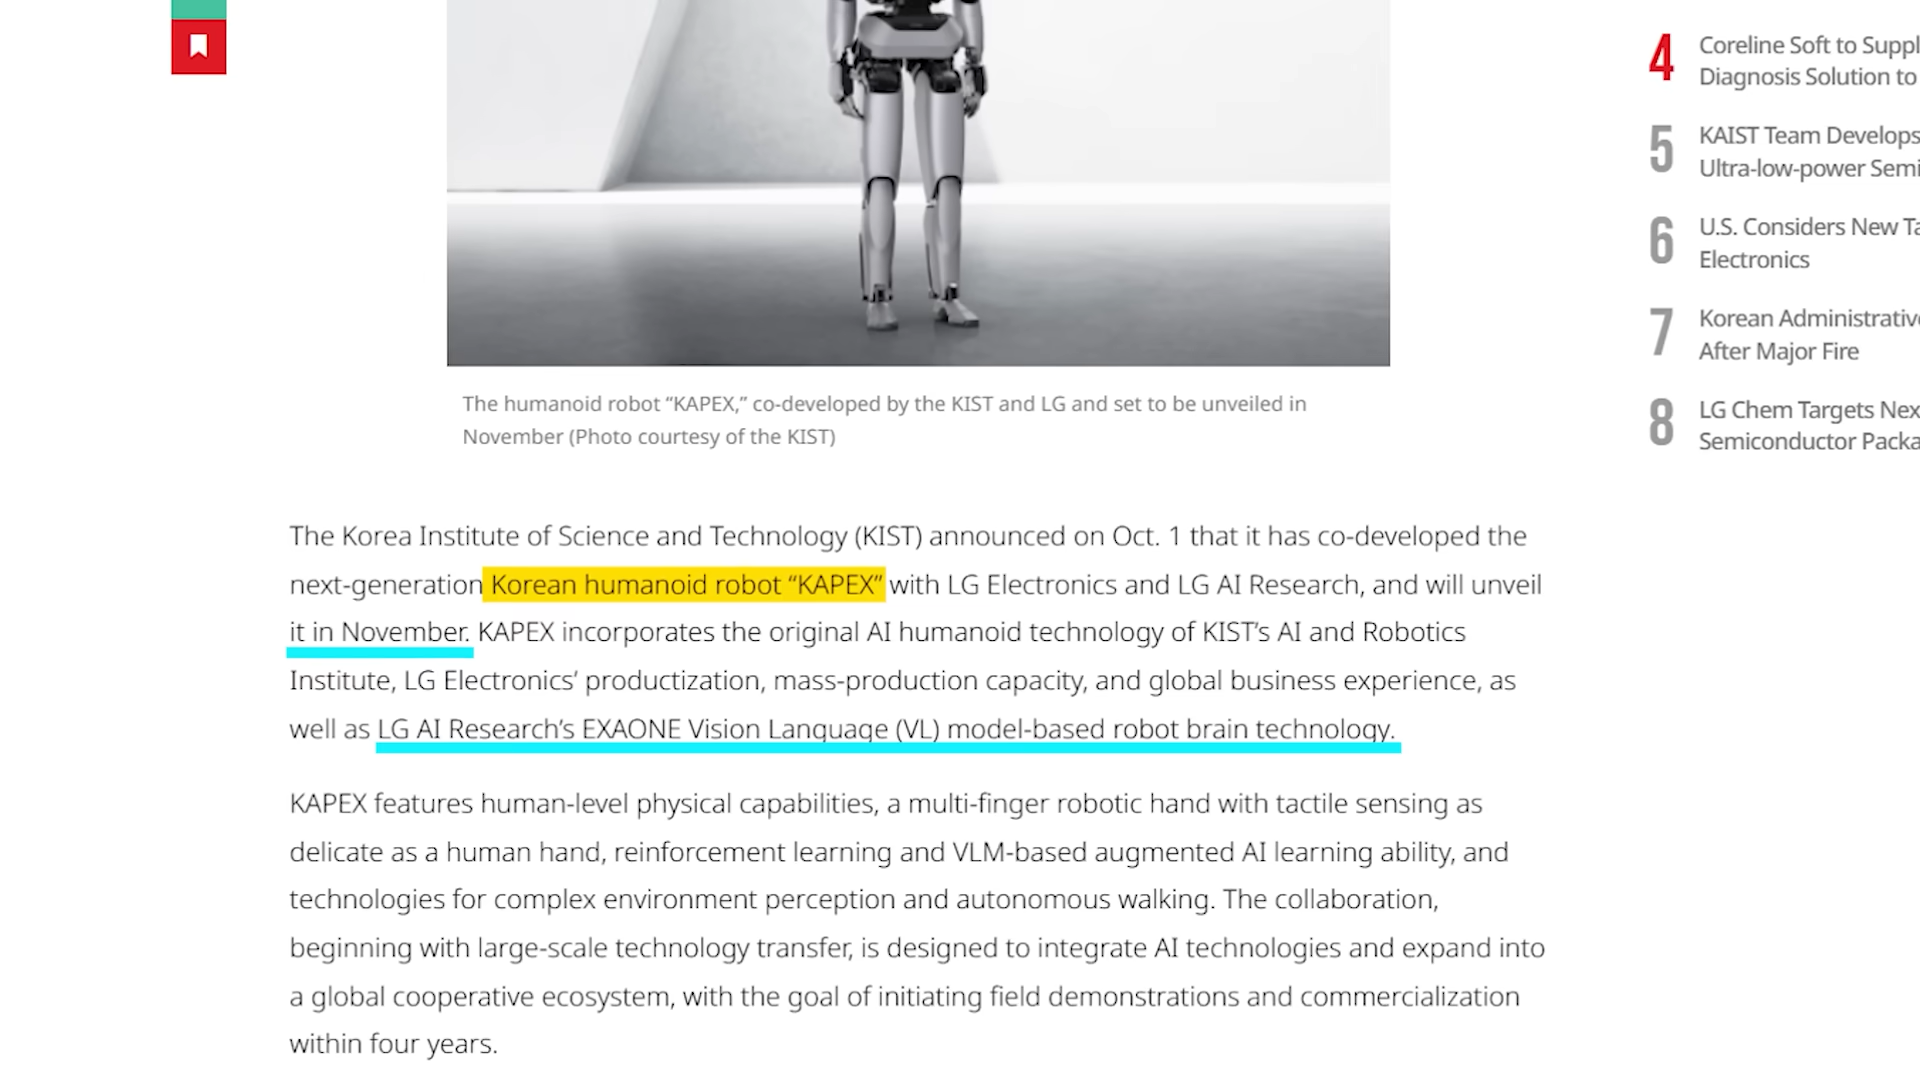 The humanoid robot “KAPEX,” co-developed by the KIST and LG and set to be unveiled in
November (Photo courtesy of the KIST)
The Korea Institute of Science and Technology (KIST) announced on Oct. 1 that it has co-developed the
next-generation Korean humanoid robot “KAPEX” with LG Electronics and LG AI Research, and will unveil
it in November. KAPEX incorporates the original AI humanoid technology of KIST’s AI and Robotics
Institute, LG Electronics’ productization, mass-production capacity, and global business experience, as
well as LG AI Research’s EXAONE Vision Language (VL) model-based robot brain technology.
KAPEX features human-level physical capabilities, a multi-finger robotic hand with tactile sensing as
delicate as a human hand, reinforcement learning and VLM-based augmented AI learning ability, and
technologies for complex environment perception and autonomous walking. The collaboration,
beginning with large-scale technology transfer, is designed to integrate AI technologies and expand into
a global cooperative ecosystem, with the goal of initiating field demonstrations and commercialization
within four years.
4 Coreline Soft to Suppl
Diagnosis Solution to
5 KAIST Team Develops
Ultra-low-power Semi
6 U.S. Considers New Ta
Electronics
7 Korean Administrative
After Major Fire
8 LG Chem Targets Nex
Semiconductor Packa